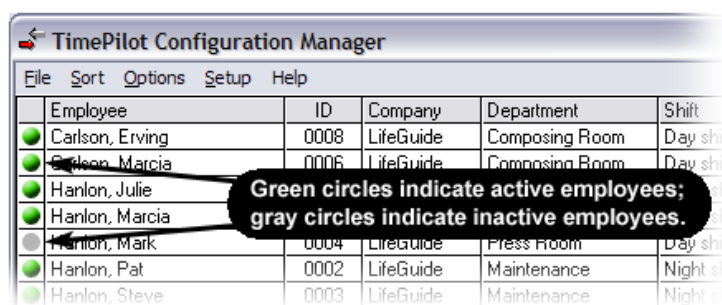 TimePilot Configuration Manager
File Sort Options Setup Help
Employee ID Company Department Shift
Carlson, Erving 0008 LifeGuide Composing Room Day shi
Carlson, Marcia 0006 LifeGuide Composing Room Day shi
Hanlon, Julie
Green circles indicate active employees;
Hanlon, Marcia
gray circles indicate inactive employees.
Hanlon, Mark 0004 LifeGuide Press Room Day shi
Hanlon, Pat 0002 LifeGuide Maintenance Night s
Hanlon, Steve 0003 LifeGuide Maintenance Night s